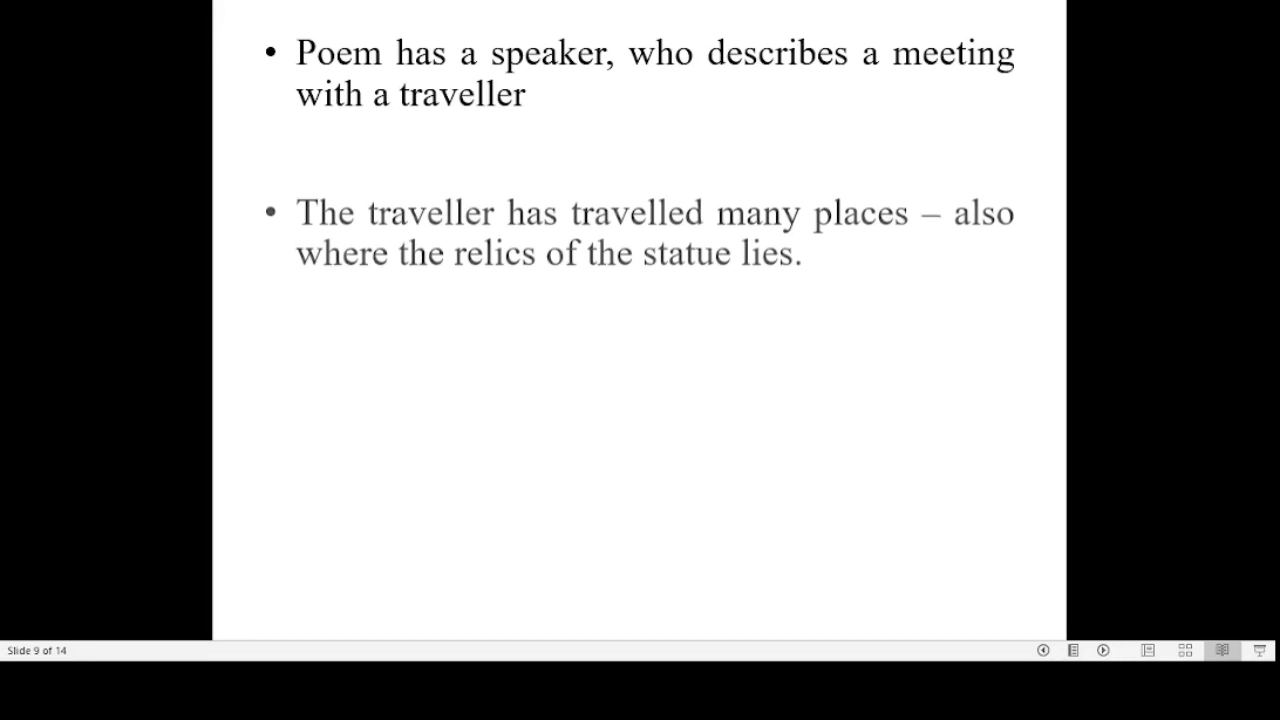 • Poem has a speaker, who describes a meeting
with a traveller
• The traveller has travelled many places – also
where the relics of the statue lies.
Slide 9 of 14